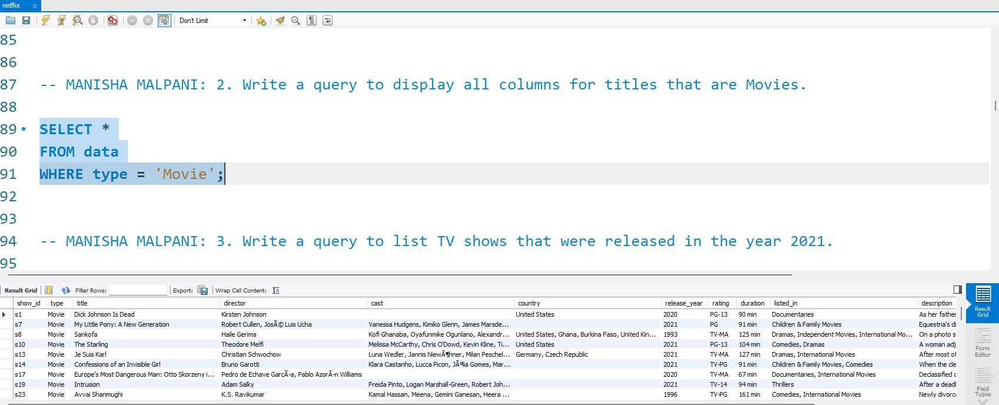 netflix ×
Don't Limit
85
86
87 -- MANISHA MALPANI: 2. Write a query to display all columns for titles that are Movies.
88
89 SELECT *
90 FROM data
91 WHERE type = 'Movie';
92
93
94 -- MANISHA MALPANI: 3. Write a query to list TV shows that were released in the year 2021.
95
Result Grid Filter Rows: Export: Wrap Cell Content: IA
show_id type title director cast country release_year rating duration listed_in description
s1 Movie Dick Johnson Is Dead Kirsten Johnson United States 2020 PG-13 90 min Documentaries As her father
s7 Movie My Little Pony: A New Generation Robert Cullen, JosÃ© Luis Ucha Vanessa Hudgens, Kimiko Glenn, James Marsde... 2021 PG 91 min Children & Family Movies Equestria's di
s8 Movie Sankofa Haile Gerima Kofi Ghanaba, Oyafunmike Ogunlano, Alexandr... United States, Ghana, Burkina Faso, United Kin... 1993 TV-MA 125 min Dramas, Independent Movies, International Mo... On a photo s
s10 Movie The Starling Theodore Melfi Melissa McCarthy, Chris O'Dowd, Kevin Kline, Ti... United States 2021 PG-13 104 min Comedies, Dramas A woman adj
s13 Movie Je Suis Karl Christian Schwochow Luna Wedler, Jannis NiewÃ¶hner, Milan Peschel... Germany, Czech Republic 2021 TV-MA 127 min Dramas, International Movies After most of
s14 Movie Confessions of an Invisible Girl Bruno Garotti Klara Castanho, Lucca Picon, JÃºlia Gomes, Mar... 2021 TV-PG 91 min Children & Family Movies, Comedies When the cle
s17 Movie Europe's Most Dangerous Man: Otto Skorzeny i... Pedro de Echave GarcÃ-a, Pablo AzorÃ-n Williams 2020 TV-MA 67 min Documentaries, International Movies Declassified d
s19 Movie Intrusion Adam Salky Freida Pinto, Logan Marshall-Green, Robert Joh... 2021 TV-14 94 min Thrillers After a deadl
s23 Movie Avvai Shanmughi K.S. Ravikumar Kamal Hassan, Meena, Gemini Ganesan, Heera ... 1996 TV-PG 161 min Comedies, International Movies Newly divorc
Result
Grid
Form
Editor
Field
Types